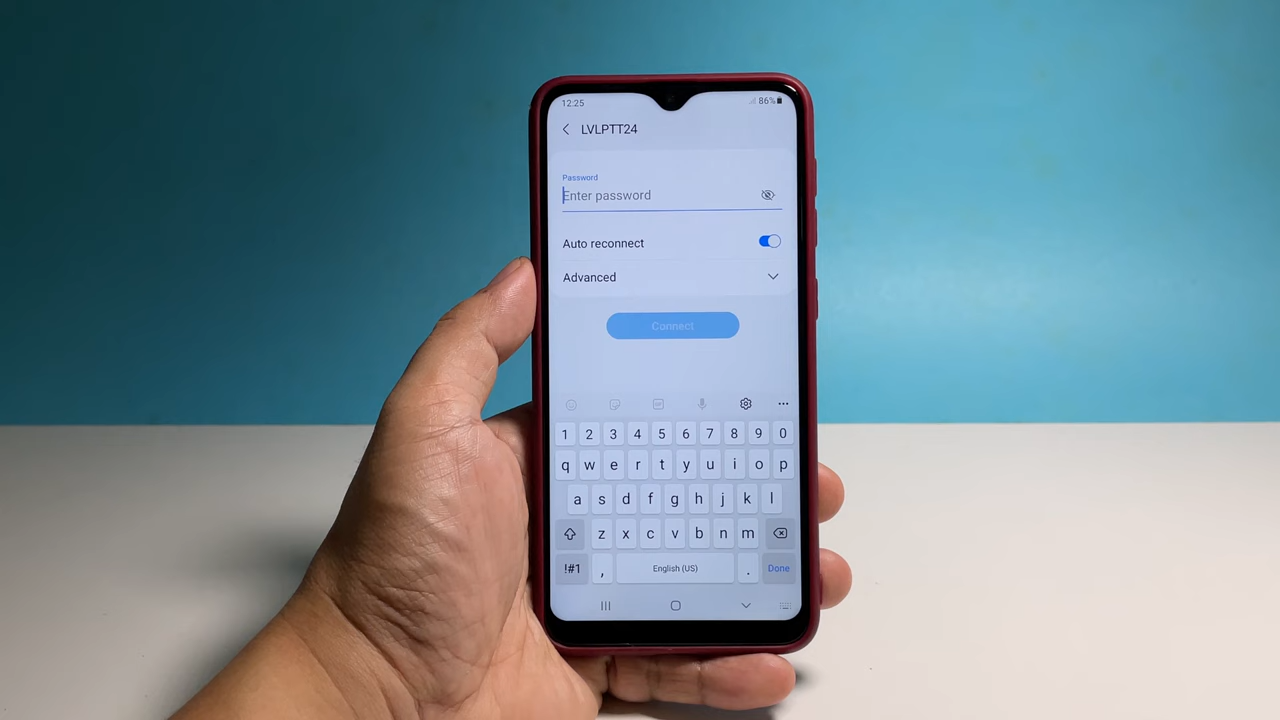 12:25 86%
LVLPTT24
Password
Enter password
Auto reconnect
Advanced
Connect
GIF
1 2 3 4 5 6 7 8 9 0
q w e r t y u i o p
a s d f g h j k l
z x c v b n m
!#1 , English (US) . Done